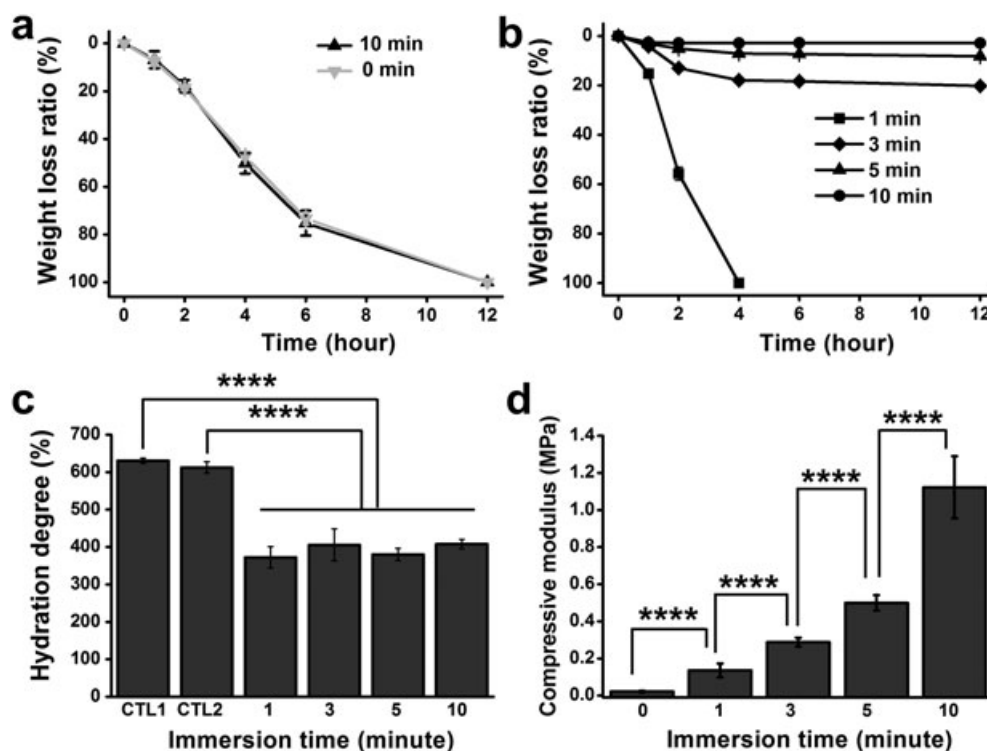 a
Weight loss ratio (%)
0
20
40
60
80
100
10 min
0 min
0 2 4 6 8 10 12
Time (hour)
b
Weight loss ratio (%)
0
20
40
60
80
100
1 min
3 min
5 min
10 min
0 2 4 6 8 10 12
Time (hour)
c
Hydration degree (%)
****
****
700
600
500
400
300
200
100
0
CTL1 CTL2 1 3 5 10
Immersion time (minute)
d
Compressive modulus (MPa)
****
****
****
****
1.4
1.2
1.0
0.8
0.6
0.4
0.2
0.0
0 1 3 5 10
Immersion time (minute)